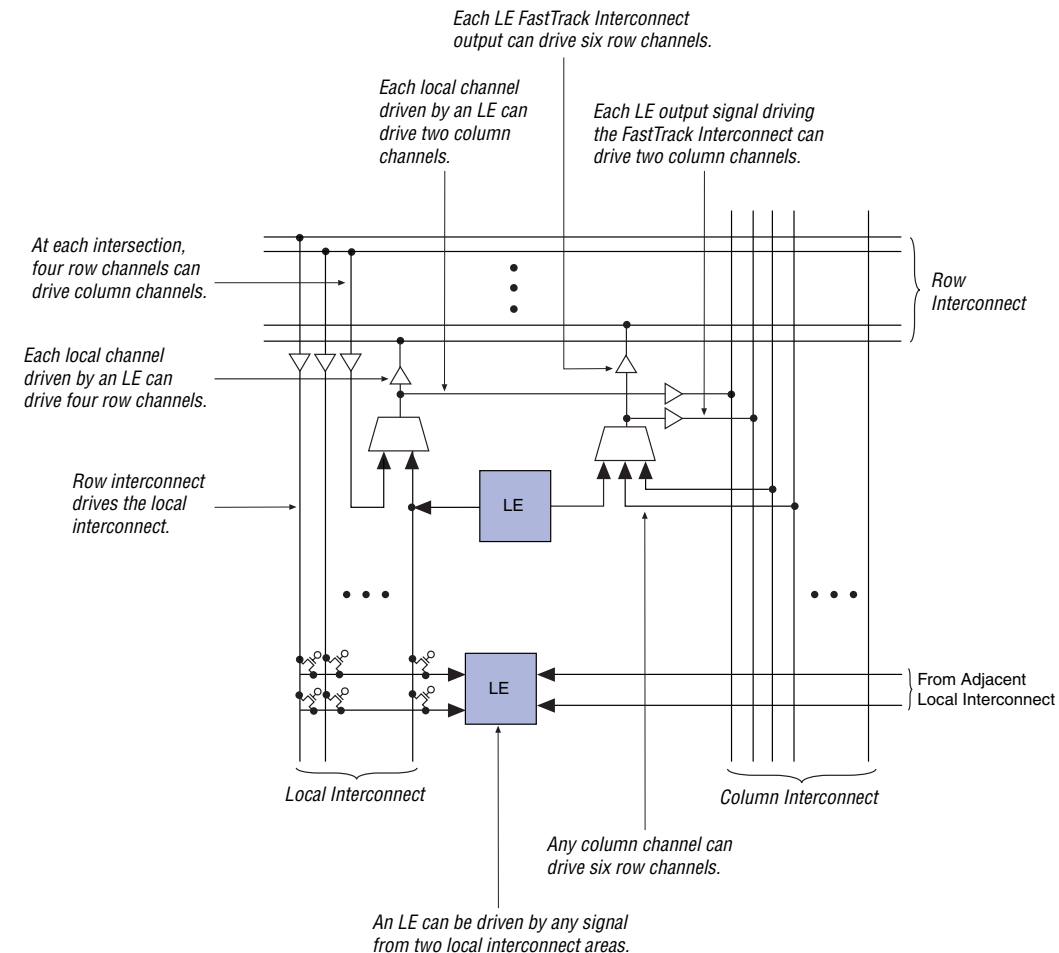 Each LE FastTrack Interconnect
output can drive six row channels.
Each local channel
driven by an LE can
drive two column
channels.
Each LE output signal driving
the FastTrack Interconnect can
drive two column channels.
At each intersection,
four row channels can
drive column channels.
Row
Interconnect
Each local channel
driven by an LE can
drive four row channels.
Row interconnect
drives the local
interconnect.
LE
LE
From Adjacent
Local Interconnect
Local Interconnect
Column Interconnect
Any column channel can
drive six row channels.
An LE can be driven by any signal
from two local interconnect areas.